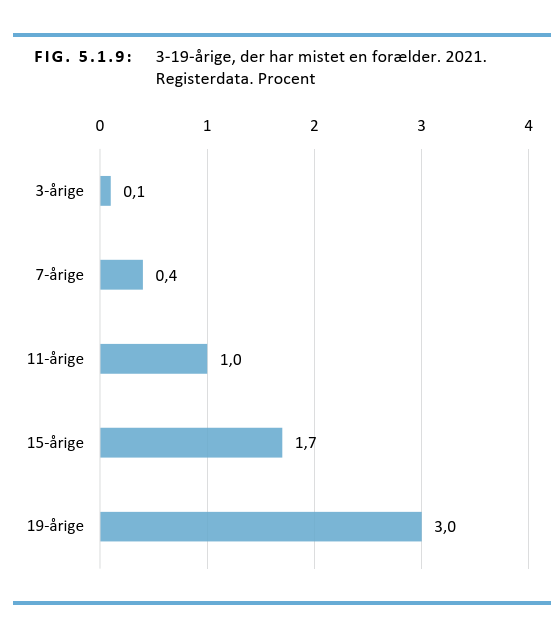 FIG. 5.1.9: 3-19-årige, der har mistet en forælder. 2021.
Registerdata. Procent
0 1 2 3 4
3-årige 0,1
7-årige 0,4
11-årige 1,0
15-årige 1,7
19-årige 3,0